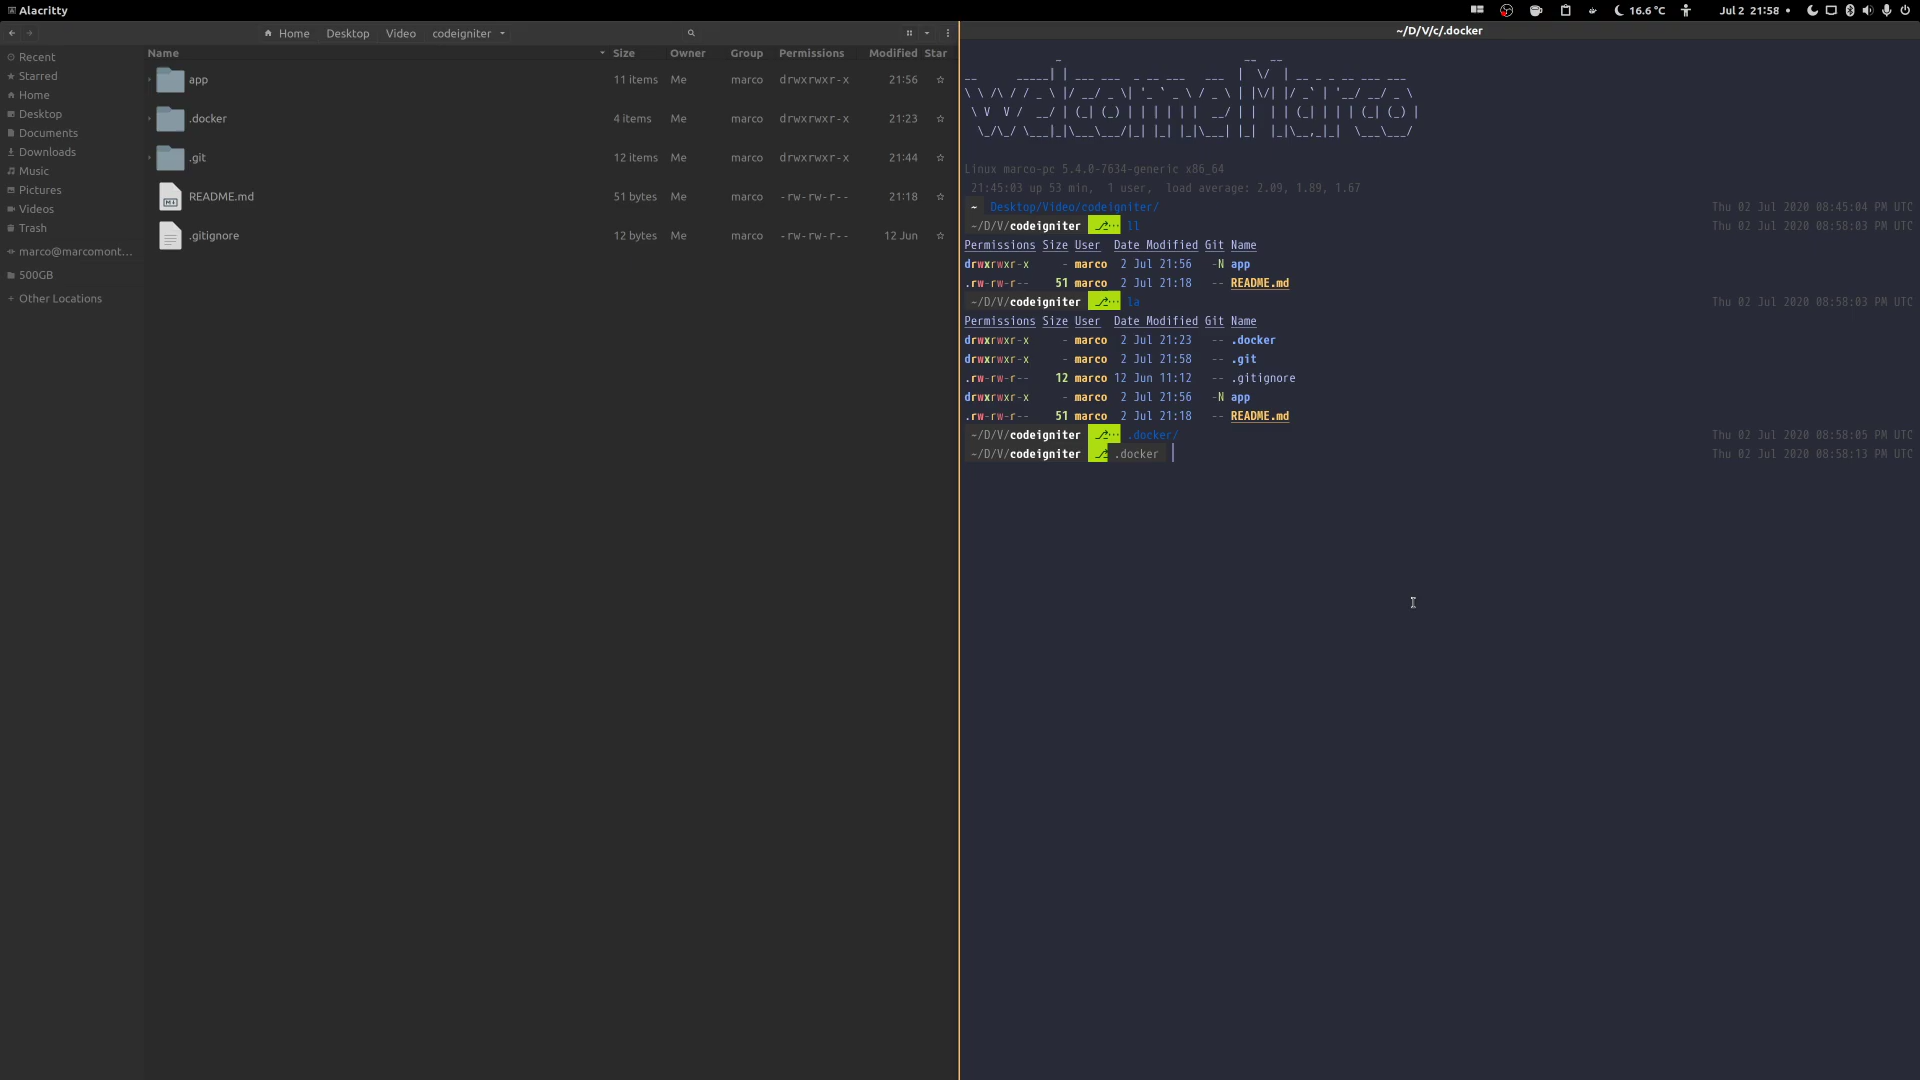 Alacritty
16.6 °C
Jul 2 21:58
Home Desktop Video codeigniter
Name Size Owner Group Permissions Modified Star
Recent
Starred
Home
Desktop
Documents
Downloads
Music
Pictures
Videos
Trash
marco@marcomont...
500GB
+ Other Locations
app 11 items Me marco drwxrwxr-x 21:56
.docker 4 items Me marco drwxrwxr-x 21:23
.git 12 items Me marco drwxrwxr-x 21:44
README.md 51 bytes Me marco -rw-rw-r-- 21:18
.gitignore 12 bytes Me marco -rw-rw-r-- 12 Jun
~/D/V/c/.docker
Linux marco-pc 5.4.0-7634-generic x86_64
21:45:03 up 53 min, 1 user, load average: 2.09, 1.89, 1.67
~ Desktop/Video/codeigniter/ Thu 02 Jul 2020 08:45:04 PM UTC
~/D/V/codeigniter ⎇··· ll Thu 02 Jul 2020 08:58:03 PM UTC
Permissions Size User Date Modified Git Name
drwxrwxr-x - marco 2 Jul 21:56 -N app
.rw-rw-r-- 51 marco 2 Jul 21:18 -- README.md
~/D/V/codeigniter ⎇··· la Thu 02 Jul 2020 08:58:03 PM UTC
Permissions Size User Date Modified Git Name
drwxrwxr-x - marco 2 Jul 21:23 -- .docker
drwxrwxr-x - marco 2 Jul 21:58 -- .git
.rw-rw-r-- 12 marco 12 Jun 11:12 -- .gitignore
drwxrwxr-x - marco 2 Jul 21:56 -N app
.rw-rw-r-- 51 marco 2 Jul 21:18 -- README.md
~/D/V/codeigniter ⎇··· .docker/ Thu 02 Jul 2020 08:58:05 PM UTC
~/D/V/codeigniter ⎇ .docker Thu 02 Jul 2020 08:58:13 PM UTC